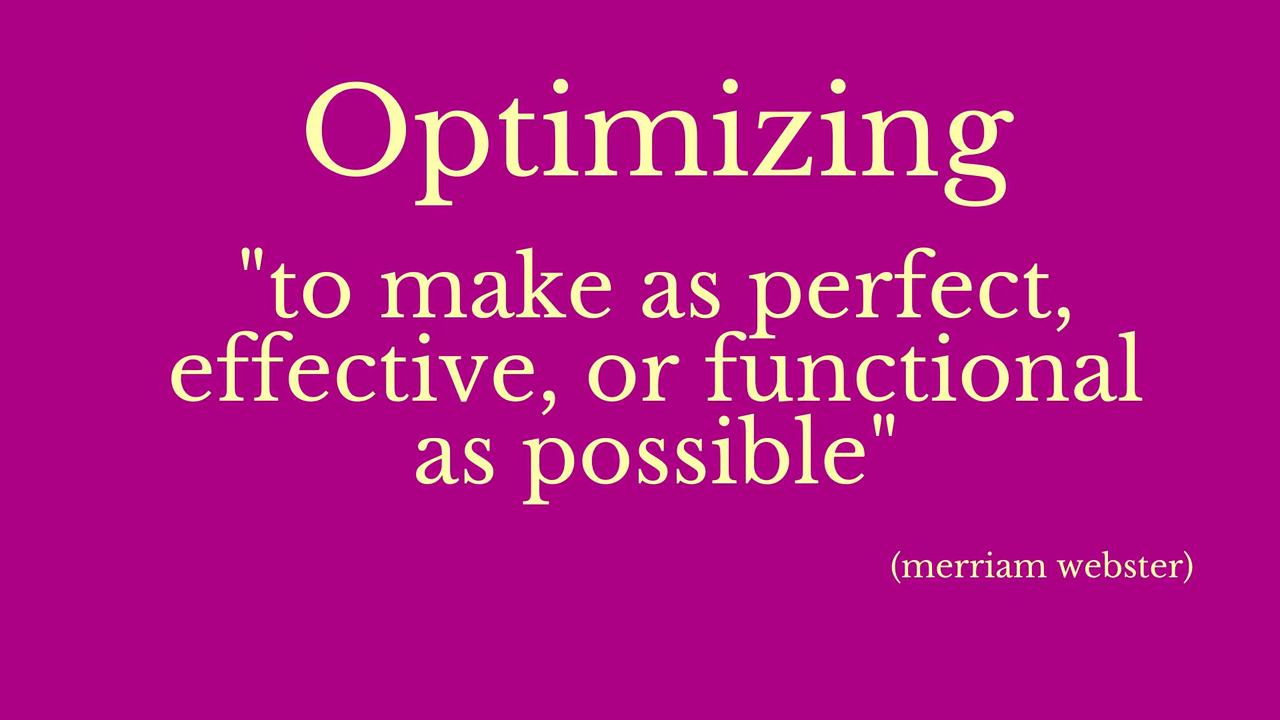 Optimizing
"to make as perfect,
effective, or functional
as possible"
(merriam webster)